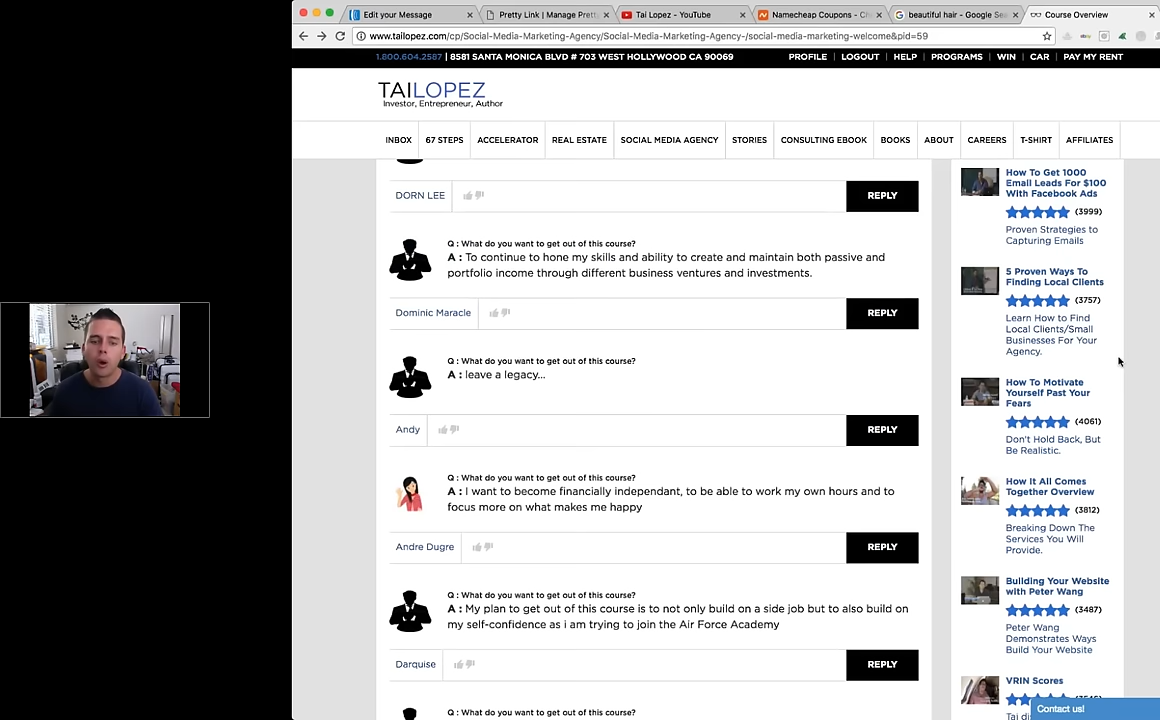 Edit your Message
Pretty Link | Manage Pretty
Tai Lopez - YouTube
Namecheap Coupons - Che
beautiful hair - Google Sea
Course Overview
www.tailopez.com/cp/Social-Media-Marketing-Agency/Social-Media-Marketing-Agency-/social-media-marketing-welcome&pid=59
1.800.604.2587 | 8581 SANTA MONICA BLVD # 703 WEST HOLLYWOOD CA 90069
PROFILE | LOGOUT | HELP | PROGRAMS | WIN | CAR | PAY MY RENT
TAILOPEZ
Investor, Entrepreneur, Author
INBOX
67 STEPS
ACCELERATOR
REAL ESTATE
SOCIAL MEDIA AGENCY
STORIES
CONSULTING EBOOK
BOOKS
ABOUT
CAREERS
T-SHIRT
AFFILIATES
DORN LEE
REPLY
Q : What do you want to get out of this course?
A : To continue to hone my skills and ability to create and maintain both passive and
portfolio income through different business ventures and investments.
Dominic Maracle
REPLY
Q : What do you want to get out of this course?
A : leave a legacy...
Andy
REPLY
Q : What do you want to get out of this course?
A : I want to become financially independant, to be able to work my own hours and to
focus more on what makes me happy
Andre Dugre
REPLY
Q : What do you want to get out of this course?
A : My plan to get out of this course is to not only build on a side job but to also build on
my self-confidence as i am trying to join the Air Force Academy
Darquise
REPLY
Q : What do you want to get out of this course?
How To Get 1000
Email Leads For $100
With Facebook Ads
(3999)
Proven Strategies to
Capturing Emails
5 Proven Ways To
Finding Local Clients
(3757)
Learn How to Find
Local Clients/Small
Businesses For Your
Agency.
How To Motivate
Yourself Past Your
Fears
(4061)
Don't Hold Back, But
Be Realistic.
How It All Comes
Together Overview
(3812)
Breaking Down The
Services You Will
Provide.
Building Your Website
with Peter Wang
(3487)
Peter Wang
Demonstrates Ways
Build Your Website
VRIN Scores
Tai di
Contact us!